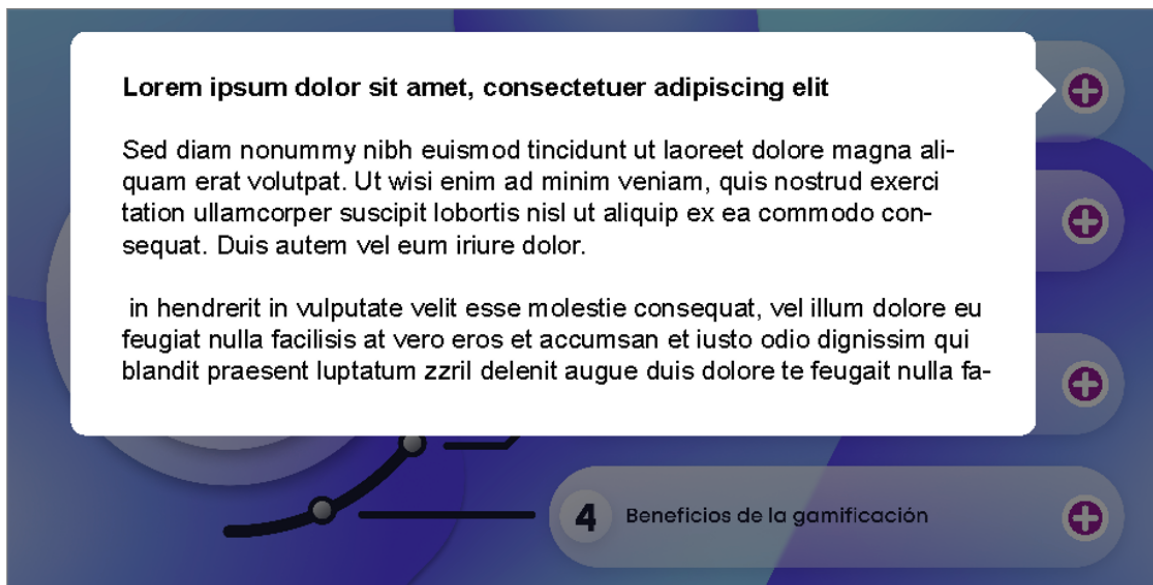 Lorem ipsum dolor sit amet, consectetuer adipiscing elit
Sed diam nonummy nibh euismod tincidunt ut laoreet dolore magna ali-
quam erat volutpat. Ut wisi enim ad minim veniam, quis nostrud exerci
tation ullamcorper suscipit lobortis nisl ut aliquip ex ea commodo con-
sequat. Duis autem vel eum iriure dolor.
in hendrerit in vulputate velit esse molestie consequat, vel illum dolore eu
feugiat nulla facilisis at vero eros et accumsan et iusto odio dignissim qui
blandit praesent luptatum zzril delenit augue duis dolore te feugait nulla fa-
4 Beneficios de la gamificación